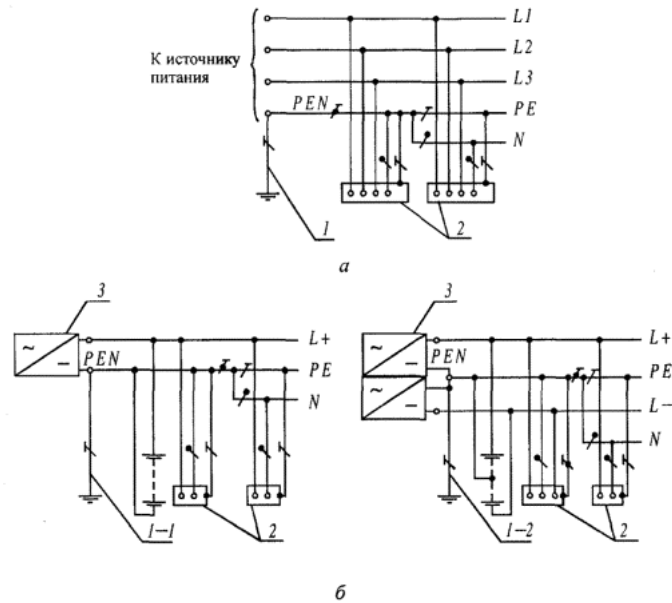 L1
L2
К источнику
питания
L3
PEN
PE
N
1
2
а
3
3
L+
L+
PEN
PEN
PE
PE
N
L−
N
1-1
2
1-2
2
б